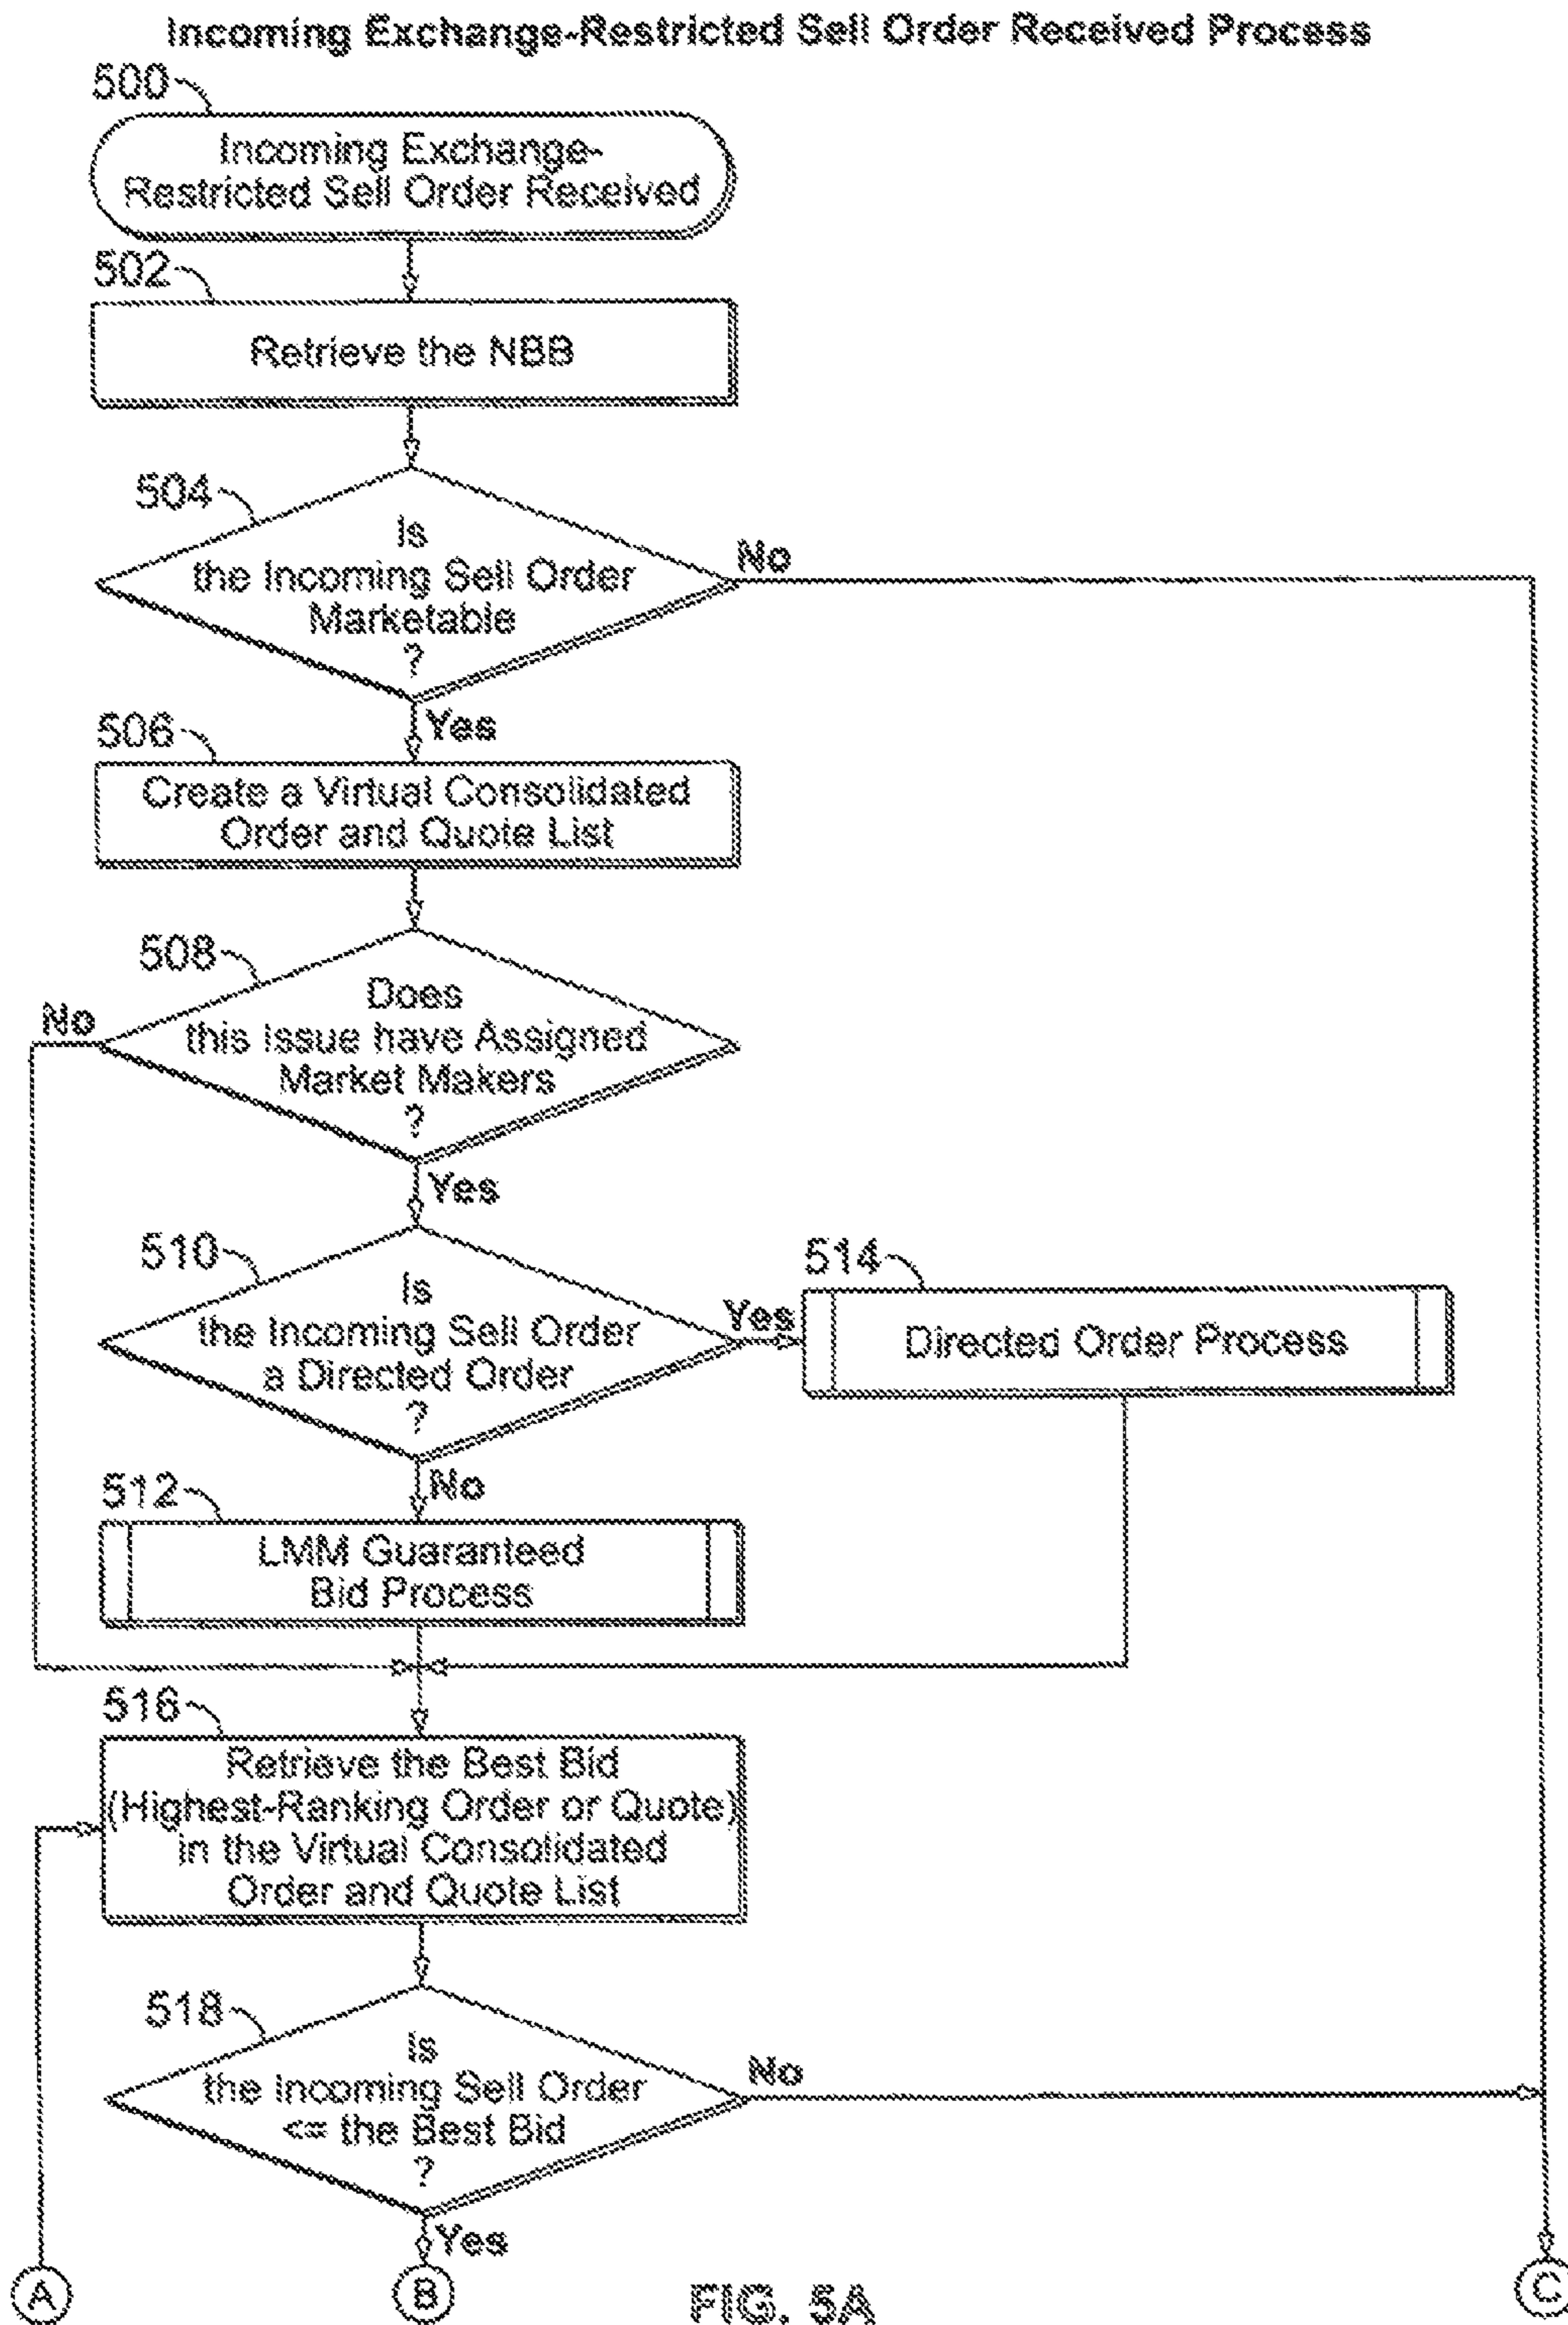 Incoming Exchange-Restricted Sell Order Received Process
500
Incoming Exchange-
Restricted Sell Order Received
502
Retrieve the NBB
504
Is
the Incoming Sell Order
Marketable
?
No
Yes
506
Create a Virtual Consolidated
Order and Quote List
508
Does
this Issue have Assigned
Market Makers
?
No
Yes
510
Is
the Incoming Sell Order
a Directed Order
?
Yes
514
Directed Order Process
No
512
LMM Guaranteed
Bid Process
516
Retrieve the Best Bid
(Highest-Ranking Order or Quote)
in the Virtual Consolidated
Order and Quote List
518
Is
the Incoming Sell Order
<= the Best Bid
?
No
Yes
A
B
C
FIG. 5A